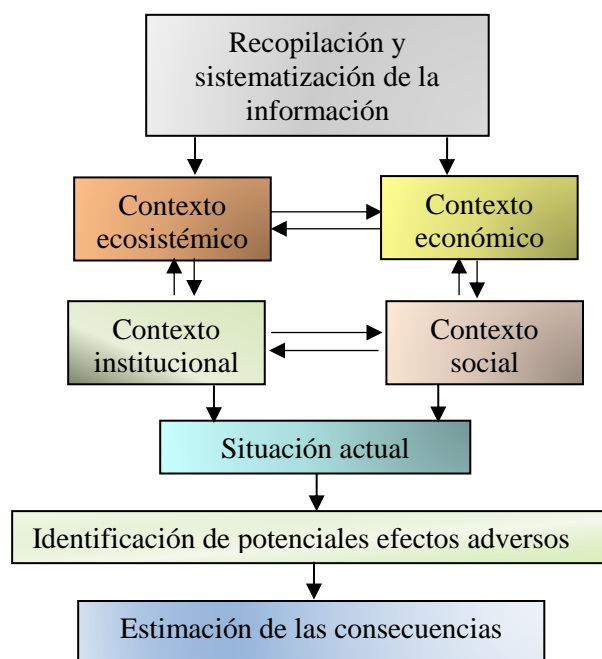 Recopilación y
sistematización de la
información
Contexto
ecosistémico
Contexto
económico
Contexto
institucional
Contexto
social
Situación actual
Identificación de potenciales efectos adversos
Estimación de las consecuencias